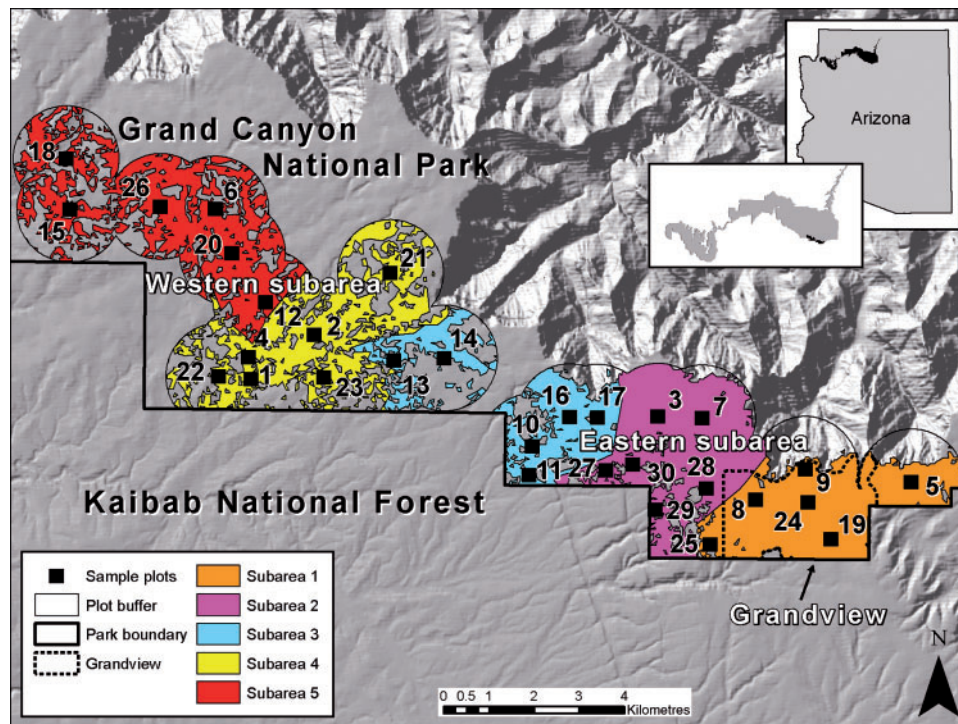 Grand Canyon
National Park
Arizona
18
26
6
15
20
21
Western subarea
12
2
4
14
22
1
23
13
16
17
3
7
10
Eastern subarea
11
27
30
28
9
5
Kaibab National Forest
29
8
24
19
25
Grandview
Sample plots
Plot buffer
Park boundary
Grandview
Subarea 1
Subarea 2
Subarea 3
Subarea 4
Subarea 5
N
0 0.5 1 2 3 4
Kilometres